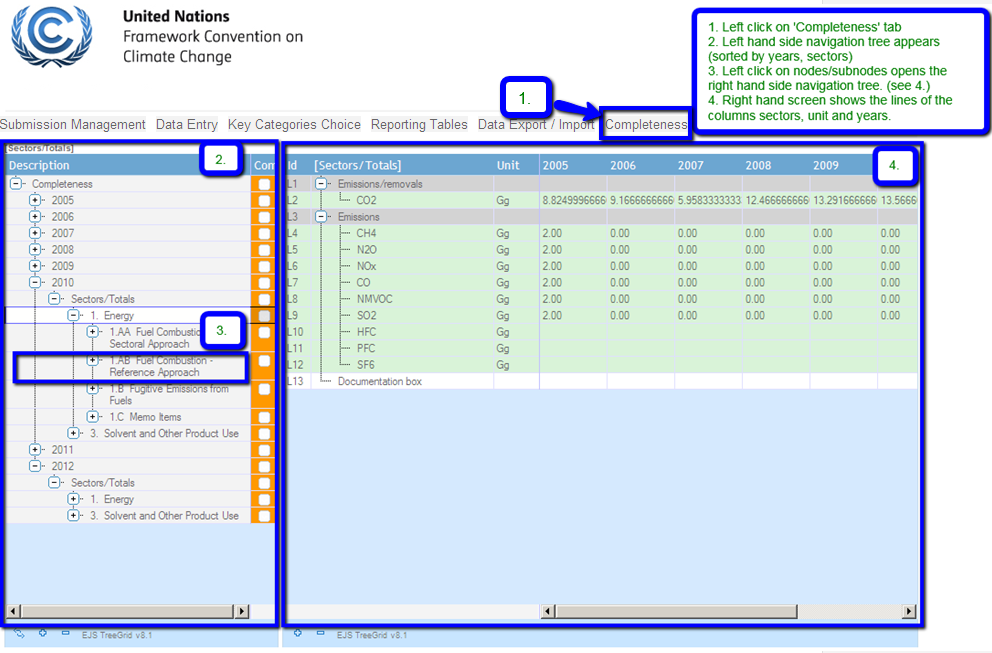 United Nations
Framework Convention on
Climate Change
1. Left click on 'Completeness' tab
2. Left hand side navigation tree appears
(sorted by years, sectors)
3. Left click on nodes/subnodes opens the
right hand side navigation tree. (see 4.)
4. Right hand screen shows the lines of the
columns sectors, unit and years.
1.
Submission Management Data Entry Key Categories Choice Reporting Tables Data Export / Import Completeness
[Sectors/Totals]
2.
Description Com
Completeness
2005
2006
2007
2008
2009
2010
Sectors/Totals
1. Energy
3.
1.AA Fuel Combustio
Sectoral Approach
1.AB Fuel Combustion -
Reference Approach
1.B Fugitive Emissions from
Fuels
1.C Memo Items
3. Solvent and Other Product Use
2011
2012
Sectors/Totals
1. Energy
3. Solvent and Other Product Use
EJS TreeGrid v8.1
4.
Id [Sectors/Totals] Unit 2005 2006 2007 2008 2009
L1 Emissions/removals
L2 CO2 Gg 8.8249996666 9.1666666666 5.9583333333 12.466666666 13.291666666 13.5666
L3 Emissions
L4 CH4 Gg 2.00 0.00 0.00 0.00 0.00 0.00
L5 N2O Gg 2.00 0.00 0.00 0.00 0.00 0.00
L6 NOx Gg 2.00 0.00 0.00 0.00 0.00 0.00
L7 CO Gg 2.00 0.00 0.00 0.00 0.00 0.00
L8 NMVOC Gg 2.00 0.00 0.00 0.00 0.00 0.00
L9 SO2 Gg 2.00 0.00 0.00 0.00 0.00 0.00
L10 HFC Gg
L11 PFC Gg
L12 SF6 Gg
L13 Documentation box
EJS TreeGrid v8.1